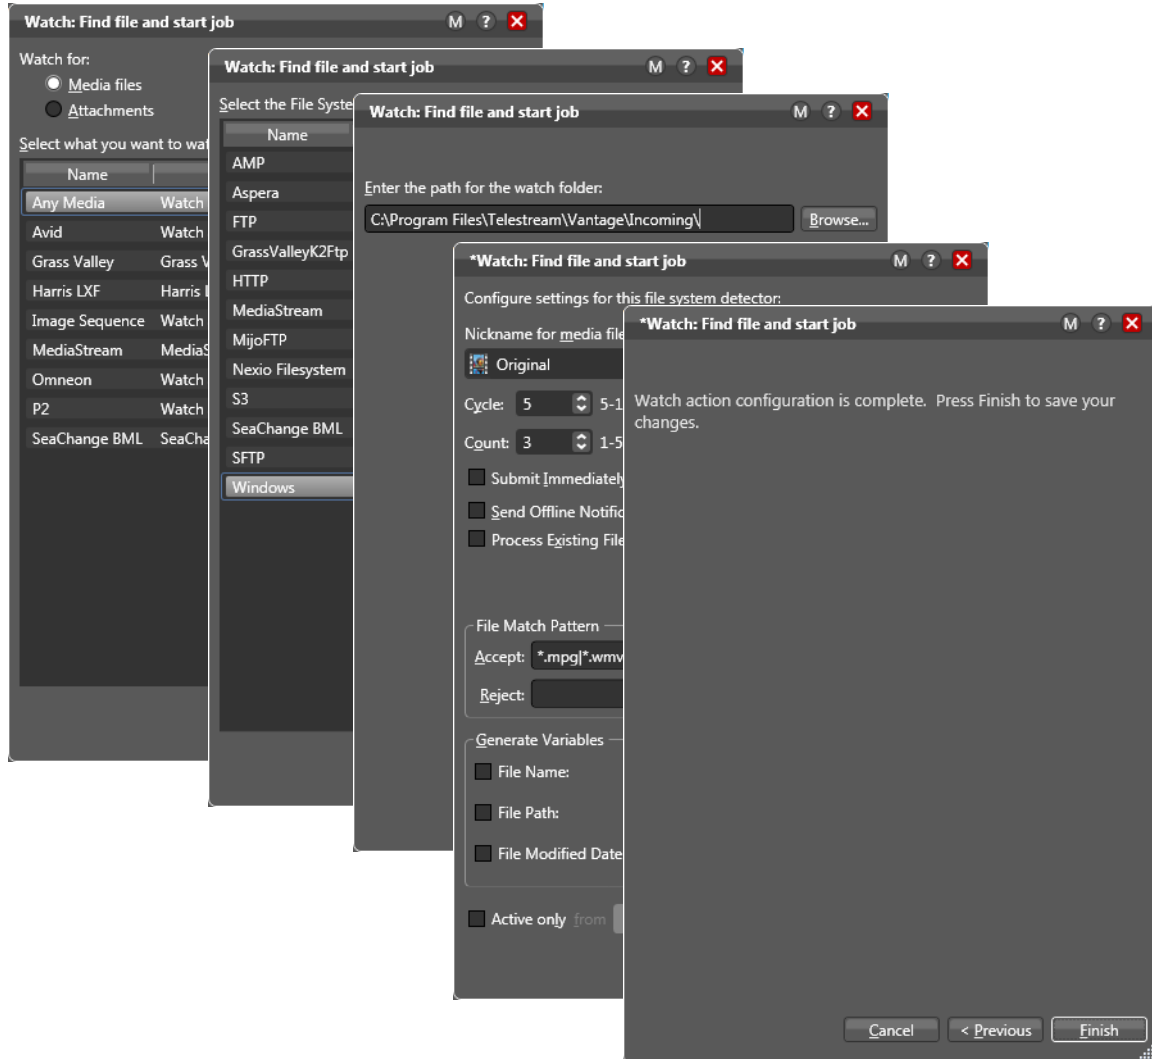 Watch: Find file and start job M ?
Watch for:
Media files
Attachments
Select what you want to
Name
Any Media Watch
Avid Watch
Grass Valley Grass
Harris LXF Harris
Image Sequence Watch
MediaStream
Omneon Watch
P2 Watch
SeaChange BML
Watch: Find file and start job M ?
Select the File
Name
AMP
Aspera
FTP
GrassValleyK2Ftp
HTTP
MediaStream
MijoFTP
Nexio Filesystem
S3
SeaChange BML
SFTP
Windows
Watch: Find file and start job M ?
Enter the path for the watch folder:
C:\Program Files\Telestream\Vantage\Incoming\
Browse...
*Watch: Find file and start job M ?
Configure settings for this file system detector:
Nickname for media
Original
Cycle: 5
Count: 3
Submit Immediately
Send Offline
Process Existing
File Match Pattern
Accept: *.mpg|*.wmv
Reject:
Generate Variables
File Name:
File Path:
File Modified Date
Active only from
*Watch: Find file and start job M ?
Watch action configuration is complete. Press Finish to save your
changes.
Cancel < Previous Finish